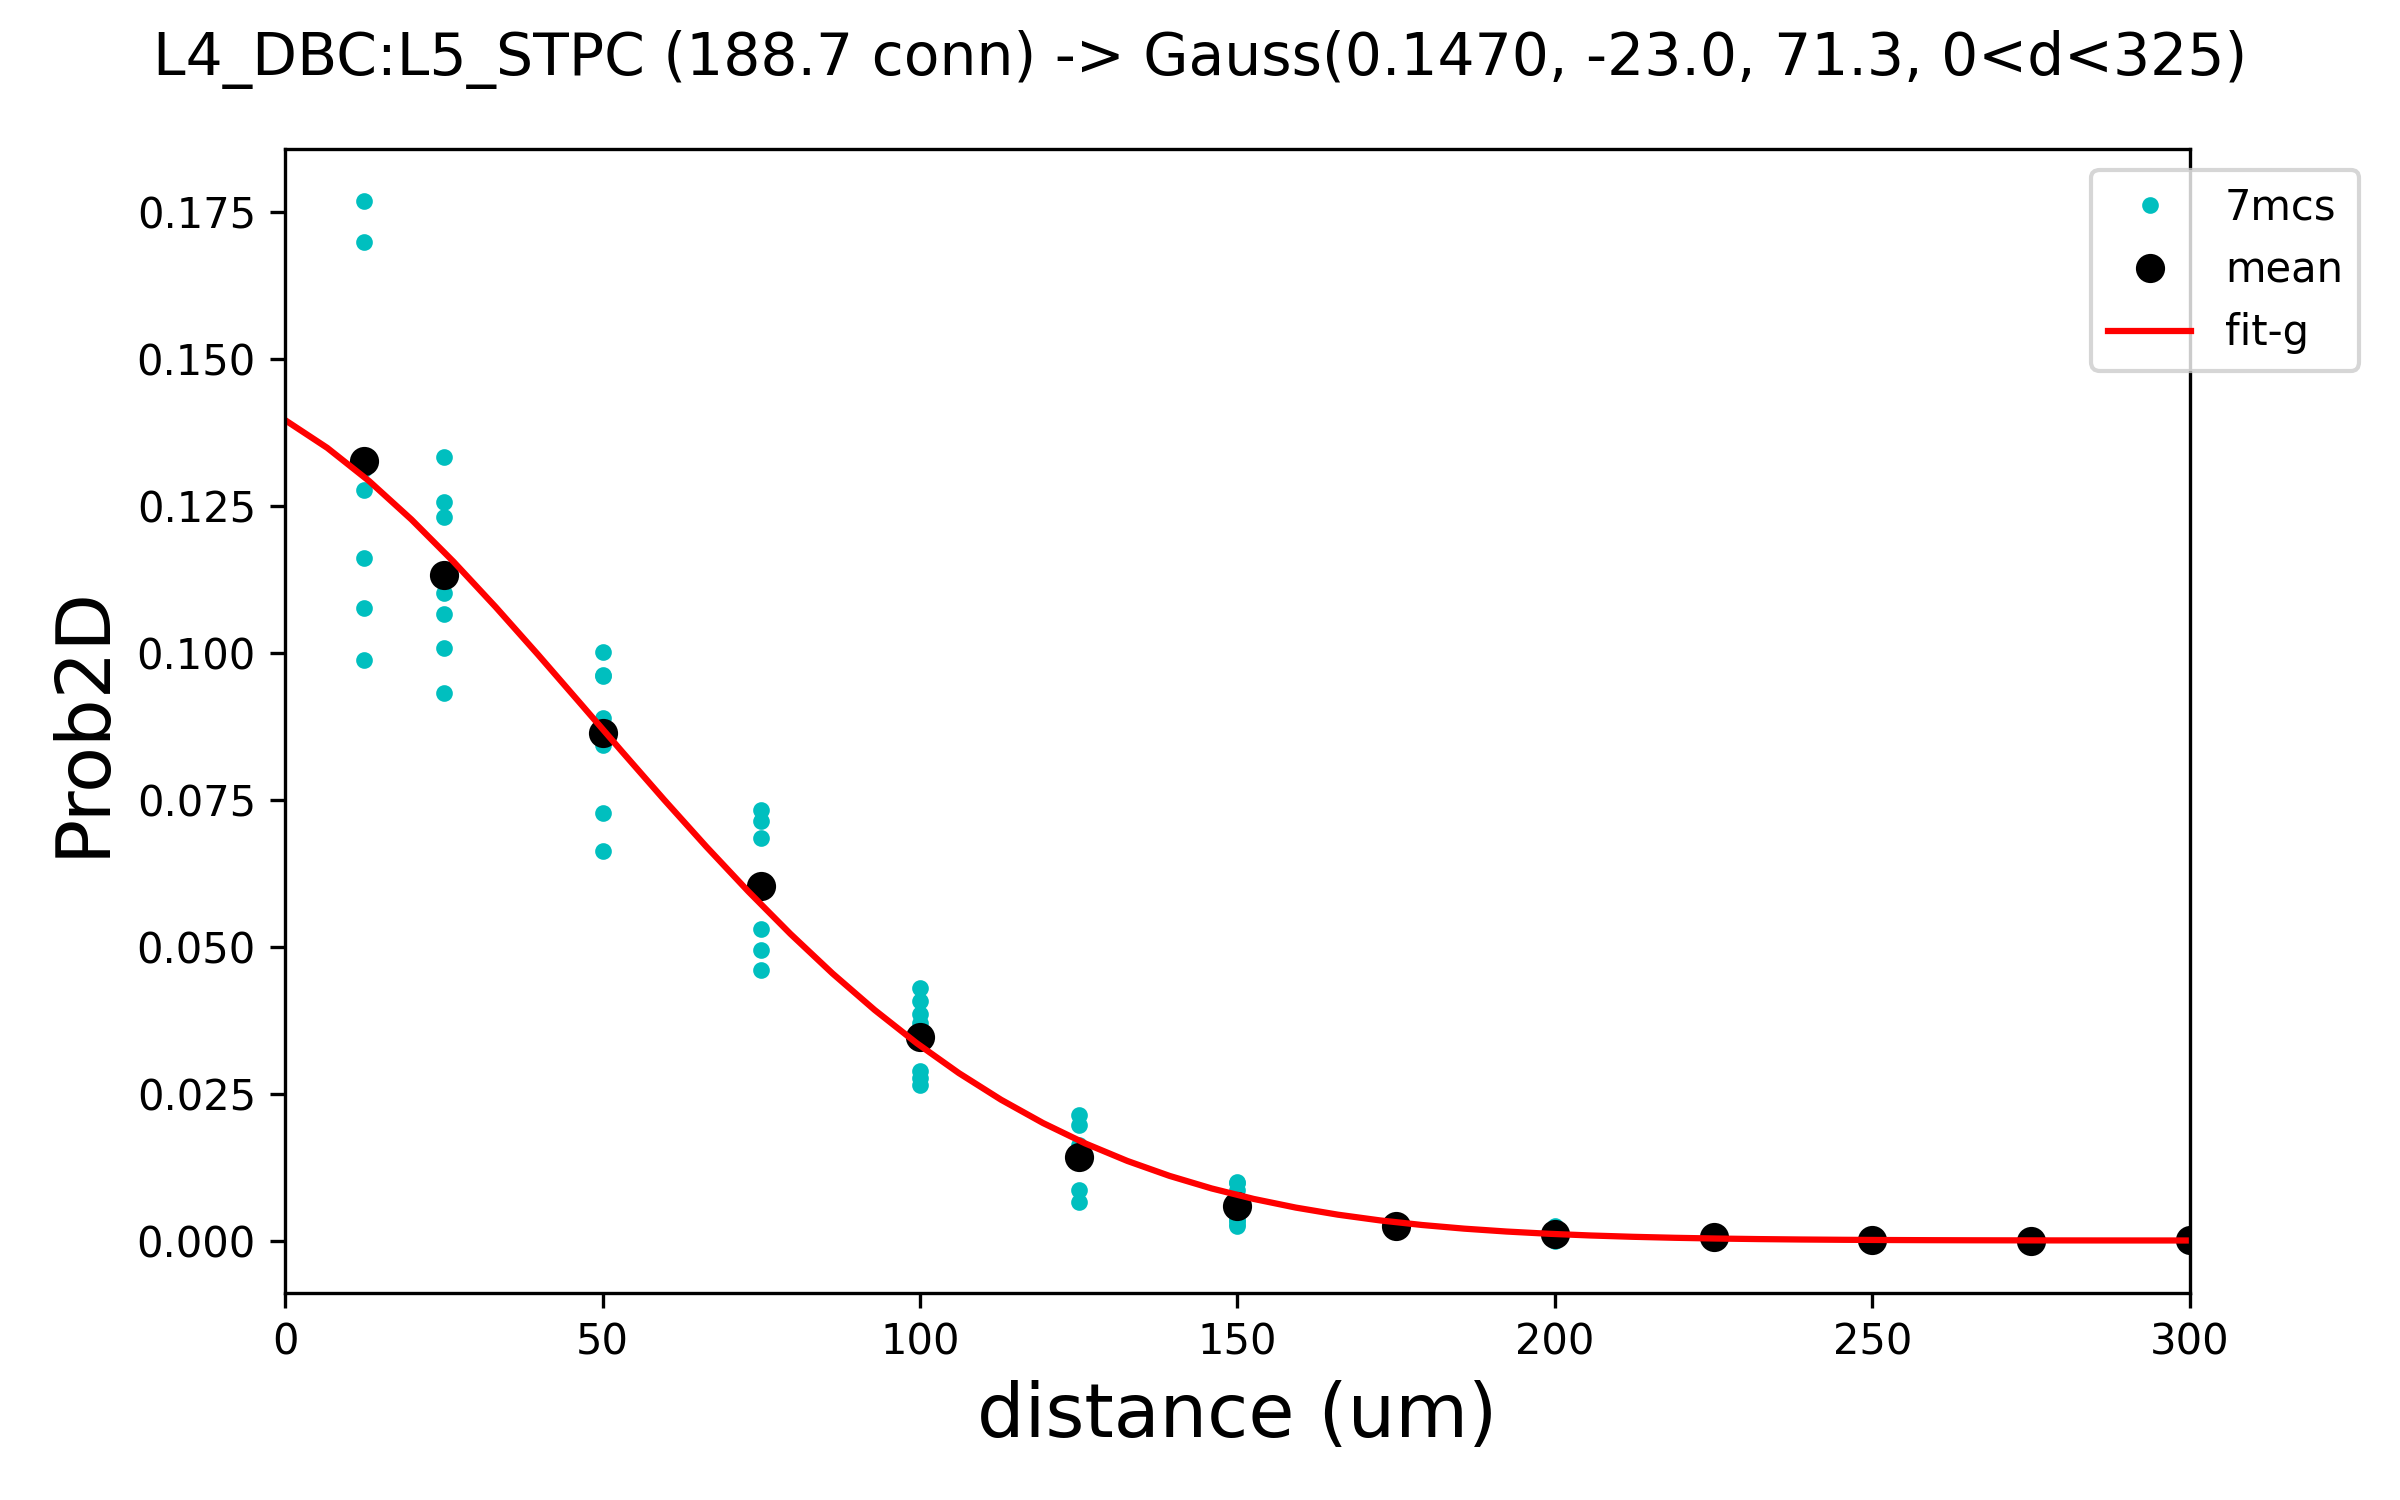 L4_DBC:L5_STPC (188.7 conn) -> Gauss(0.1470, -23.0, 71.3, 0<d<325)
7mcs
mean
fit-g
0.175
0.150
0.125
0.100
0.075
0.050
0.025
0.000
Prob2D
0 50 100 150 200 250 300
distance (um)